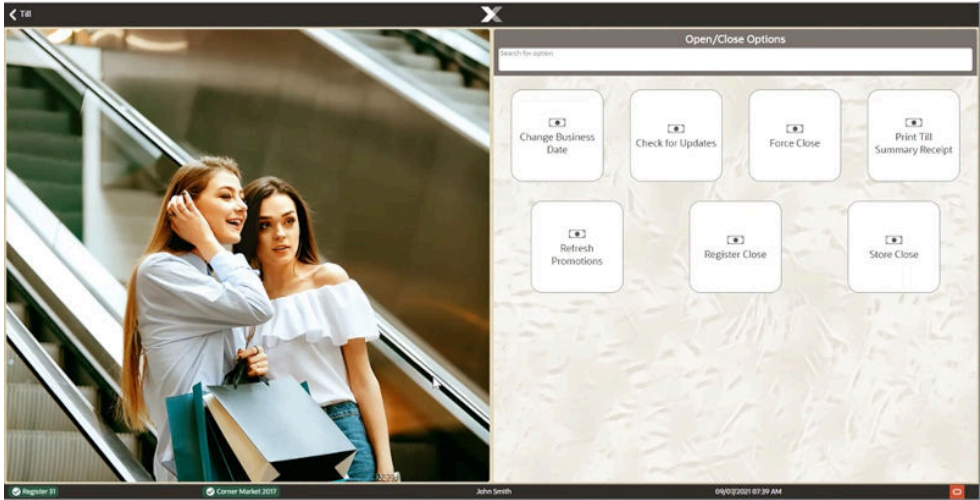 Till
Open/Close Options
Search for option
Change Business
Date
Check for Updates
Force Close
Print Till
Summary Receipt
Refresh
Promotions
Register Close
Store Close
Register 51
Corner Market 2017
John Smith
09/07/2021 07:39 AM